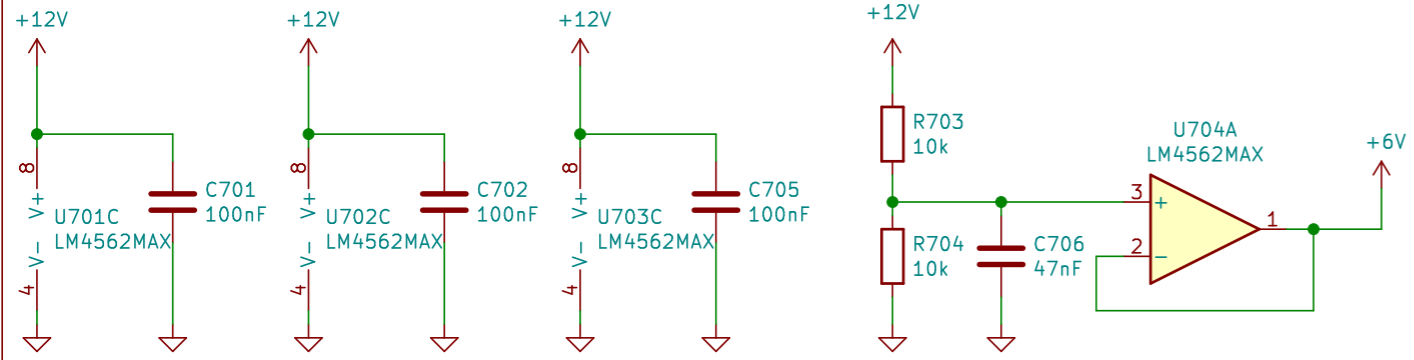 +12V
8
V+
V-
4
U701C
LM4562MAX
C701
100nF
+12V
8
V+
V-
4
U702C
LM4562MAX
C702
100nF
+12V
8
V+
V-
4
U703C
LM4562MAX
C705
100nF
+12V
R703
10k
R704
10k
C706
47nF
U704A
LM4562MAX
3
+
2
-
1
+6V